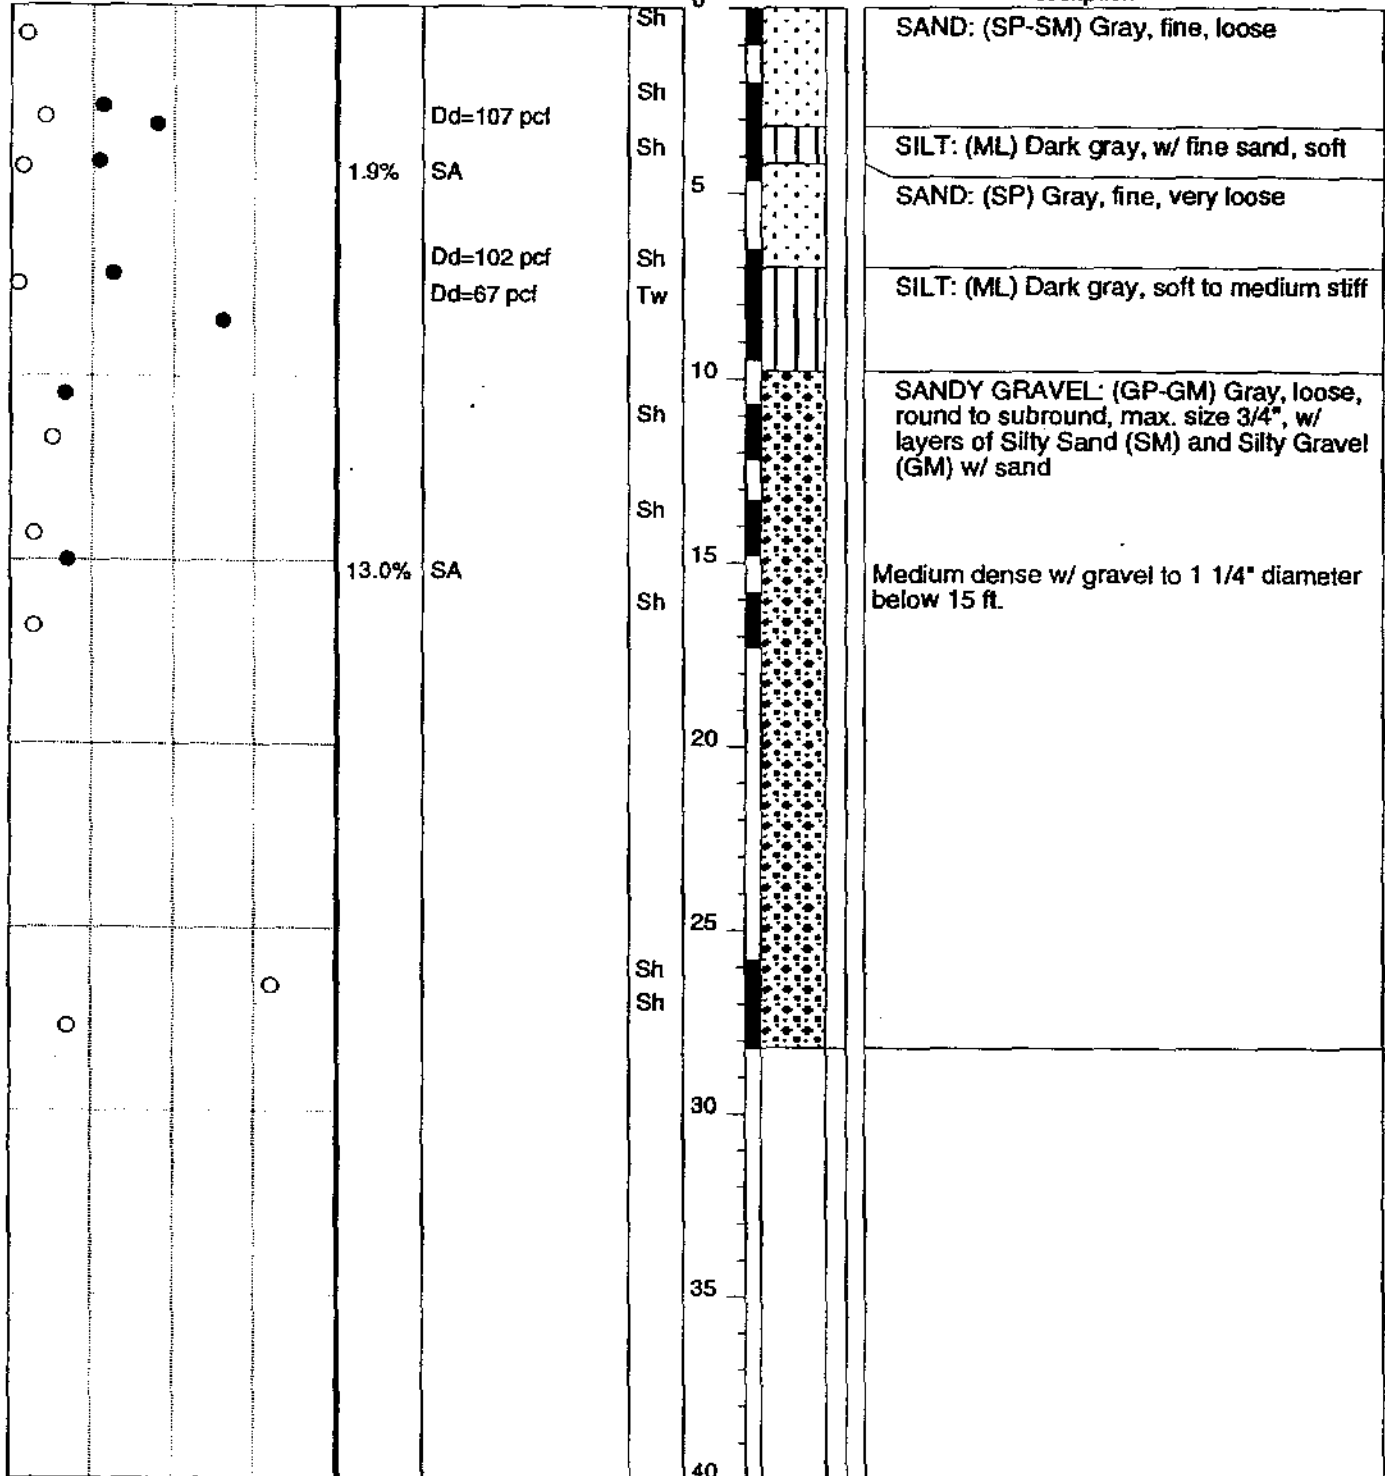 Sh
0
SAND: (SP-SM) Gray, fine, loose
Sh
Dd=107 pcf
Sh
SILT: (ML) Dark gray, w/ fine sand, soft
1.9% SA
5
SAND: (SP) Gray, fine, very loose
Dd=102 pcf
Sh
Dd=67 pcf
Tw
SILT: (ML) Dark gray, soft to medium stiff
10
SANDY GRAVEL: (GP-GM) Gray, loose,
round to subround, max. size 3/4", w/
layers of Silty Sand (SM) and Silty Gravel
(GM) w/ sand
Sh
Sh
15
13.0% SA
Medium dense w/ gravel to 1 1/4" diameter
below 15 ft.
Sh
20
25
Sh
Sh
30
35
40